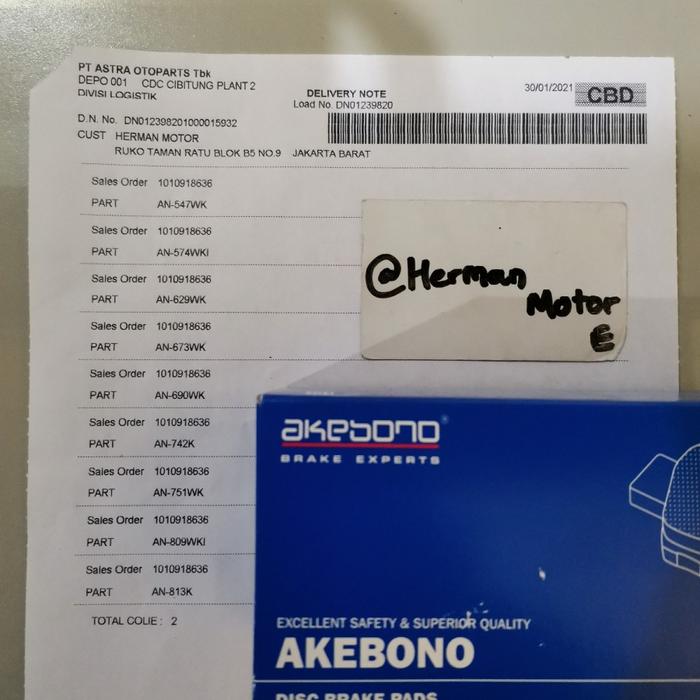 PT ASTRA OTOPARTS Tbk
DEPO 001 CDC CIBITUNG PLANT 2
DIVISI LOGISTIK
DELIVERY NOTE
Load No. DN01239820
30/01/2021 CBD
D.N. No. DN012398201000015932
CUST HERMAN MOTOR
RUKO TAMAN RATU BLOK B5 NO.9 JAKARTA BARAT
Sales Order 1010918636
PART AN-547WK
Sales Order 1010918636
PART AN-574WKI
Sales Order 1010918636
PART AN-629WK
Sales Order 1010918636
PART AN-673WK
Sales Order 1010918636
PART AN-690WK
Sales Order 1010918636
PART AN-742K
Sales Order 1010918636
PART AN-751WK
Sales Order 1010918636
PART AN-809WKI
Sales Order 1010918636
PART AN-813K
TOTAL COLIE : 2
@Herman
Motor
E
akebono®
BRAKE EXPERTS
EXCELLENT SAFETY & SUPERIOR QUALITY
AKEBONO
DISC BRAKE PADS